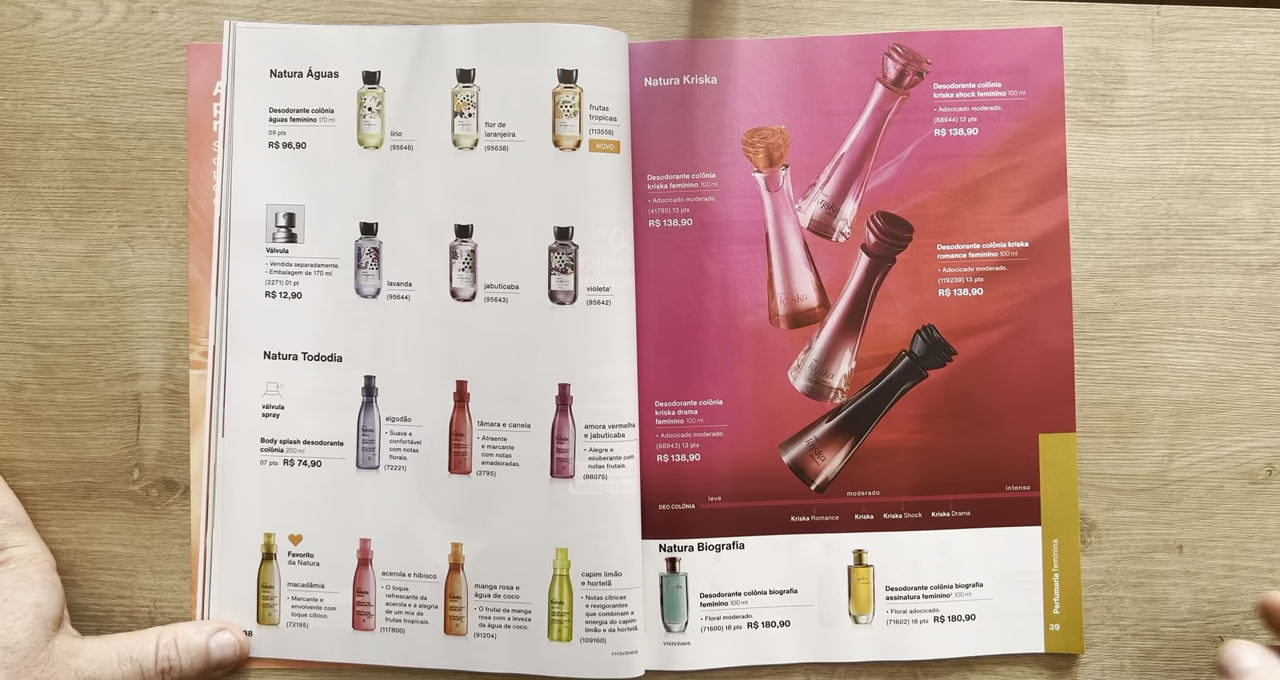 Natura Águas
Desodorante colônia
águas feminino 170 ml
09 pts
R$ 96,90
lírio
(95646)
flor de
laranjeira
(95638)
frutas
tropicais
(113558)
NOVO
Válvula
• Vendida separadamente.
• Embalagem de 170 ml.
(2271) 01 pt
R$ 12,90
lavanda
(95644)
jabuticaba
(95643)
violeta¹
(95642)
Natura Tododia
válvula
spray
Body splash desodorante
colônia 200 ml
07 pts R$ 74,90
algodão
• Suave e
confortável
com notas
florais.
(72221)
tâmara e canela
• Atraente
e marcante
com notas
amadeiradas.
(2795)
amora vermelha
e jabuticaba
• Alegre e
exuberante com
notas frutais.
(88075)
Favorito
da Natura
macadâmia
• Marcante e
envolvente com
toque cítrico.
(72195)
acerola e hibisco
• O toque
refrescante da
acerola e a alegria
de um mix de
frutas tropicais.
(117800)
manga rosa e
água de coco
• O frutal da manga
rosa com a leveza
da água de coco.
(91204)
capim limão
e hortelã
• Notas cítricas
e revigorantes
que combinam a
energia do capim-
limão e da hortelã.
(109160)
V1V2V3V4V5
38
Natura Kriska
Desodorante colônia
kriska shock feminino 100 ml
• Adocicado moderado.
(68944) 13 pts
R$ 138,90
Desodorante colônia
kriska feminino 100 ml
• Adocicado moderado.
(41795) 13 pts
R$ 138,90
Desodorante colônia kriska
romance feminino 100 ml
• Adocicado moderado.
(119239) 13 pts
R$ 138,90
Desodorante colônia
kriska drama
feminino 100 ml
• Adocicado moderado.
(68943) 13 pts
R$ 138,90
kriska
kriska
kriska
kriska
leve
moderado
intenso
DEO COLÔNIA
Kriska Romance
Kriska
Kriska Shock
Kriska Drama
Natura Biografia
Desodorante colônia biografia
feminino 100 ml
• Floral moderado.
(71600) 18 pts R$ 180,90
Desodorante colônia biografia
assinatura feminino¹ 100 ml
• Floral adocicado.
(71602) 18 pts R$ 180,90
V1V2V3V4V5
Perfumaria feminina
39